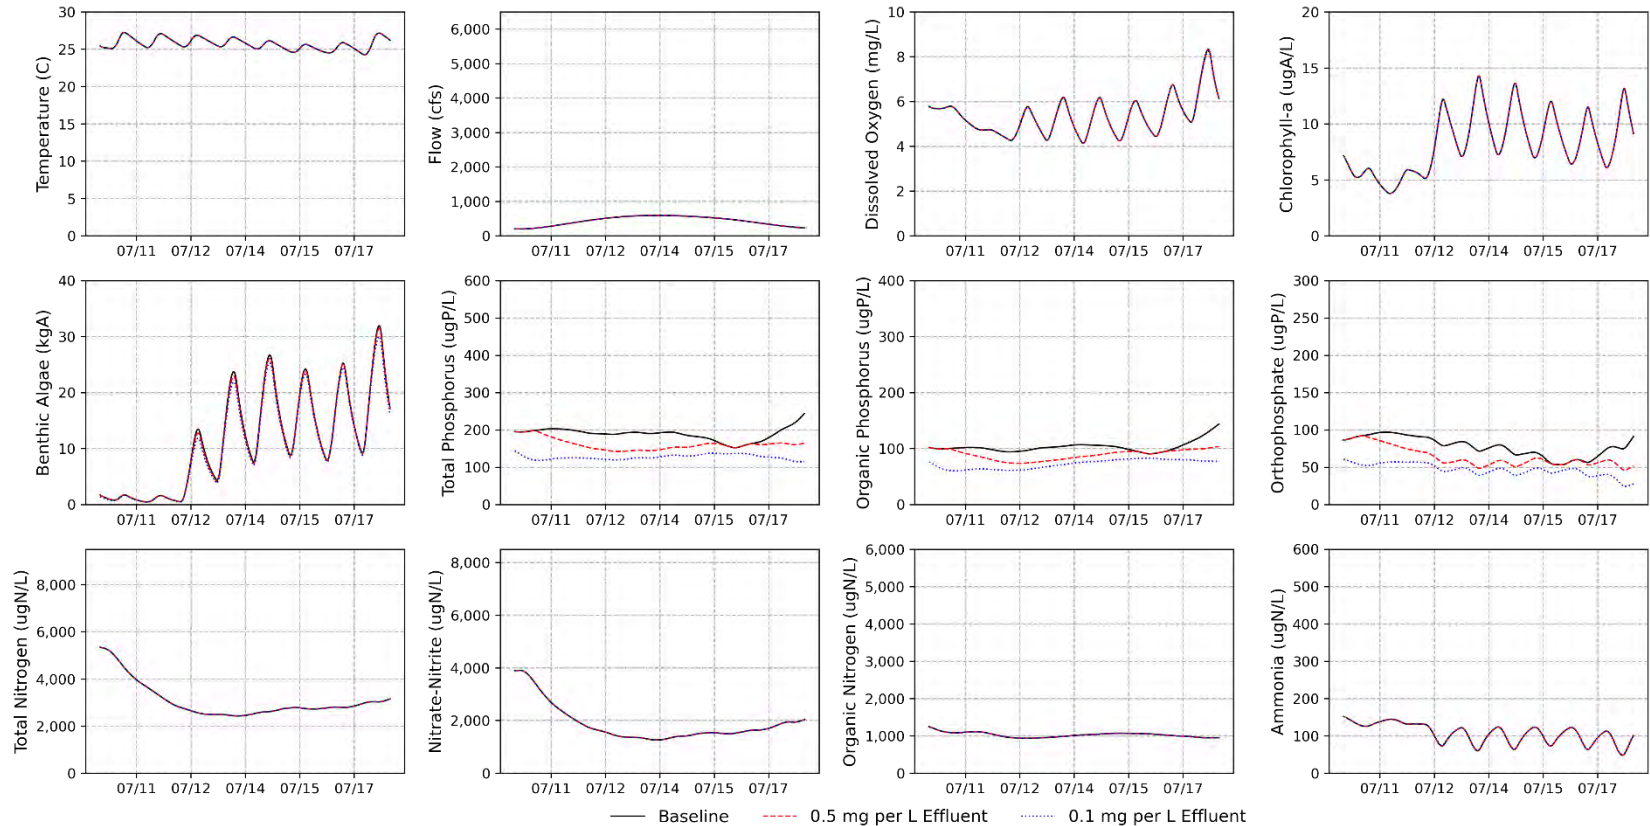 Temperature (C)
30
25
20
15
10
5
0
07/11 07/12 07/14 07/15 07/17
Flow (cfs)
6,000
5,000
4,000
3,000
2,000
1,000
0
07/11 07/12 07/14 07/15 07/17
Dissolved Oxygen (mg/L)
10
8
6
4
2
0
07/11 07/12 07/14 07/15 07/17
Chlorophyll-a (ugA/L)
20
15
10
5
0
07/11 07/12 07/14 07/15 07/17
Benthic Algae (kgA)
40
30
20
10
0
07/11 07/12 07/14 07/15 07/17
Total Phosphorus (ugP/L)
600
500
400
300
200
100
0
07/11 07/12 07/14 07/15 07/17
Organic Phosphorus (ugP/L)
400
300
200
100
0
07/11 07/12 07/14 07/15 07/17
Orthophosphate (ugP/L)
300
250
200
150
100
50
0
07/11 07/12 07/14 07/15 07/17
Total Nitrogen (ugN/L)
8,000
6,000
4,000
2,000
0
07/11 07/12 07/14 07/15 07/17
Nitrate-Nitrite (ugN/L)
8,000
6,000
4,000
2,000
0
07/11 07/12 07/14 07/15 07/17
Organic Nitrogen (ugN/L)
6,000
5,000
4,000
3,000
2,000
1,000
0
07/11 07/12 07/14 07/15 07/17
Ammonia (ugN/L)
600
500
400
300
200
100
0
07/11 07/12 07/14 07/15 07/17
Baseline 0.5 mg per L Effluent 0.1 mg per L Effluent